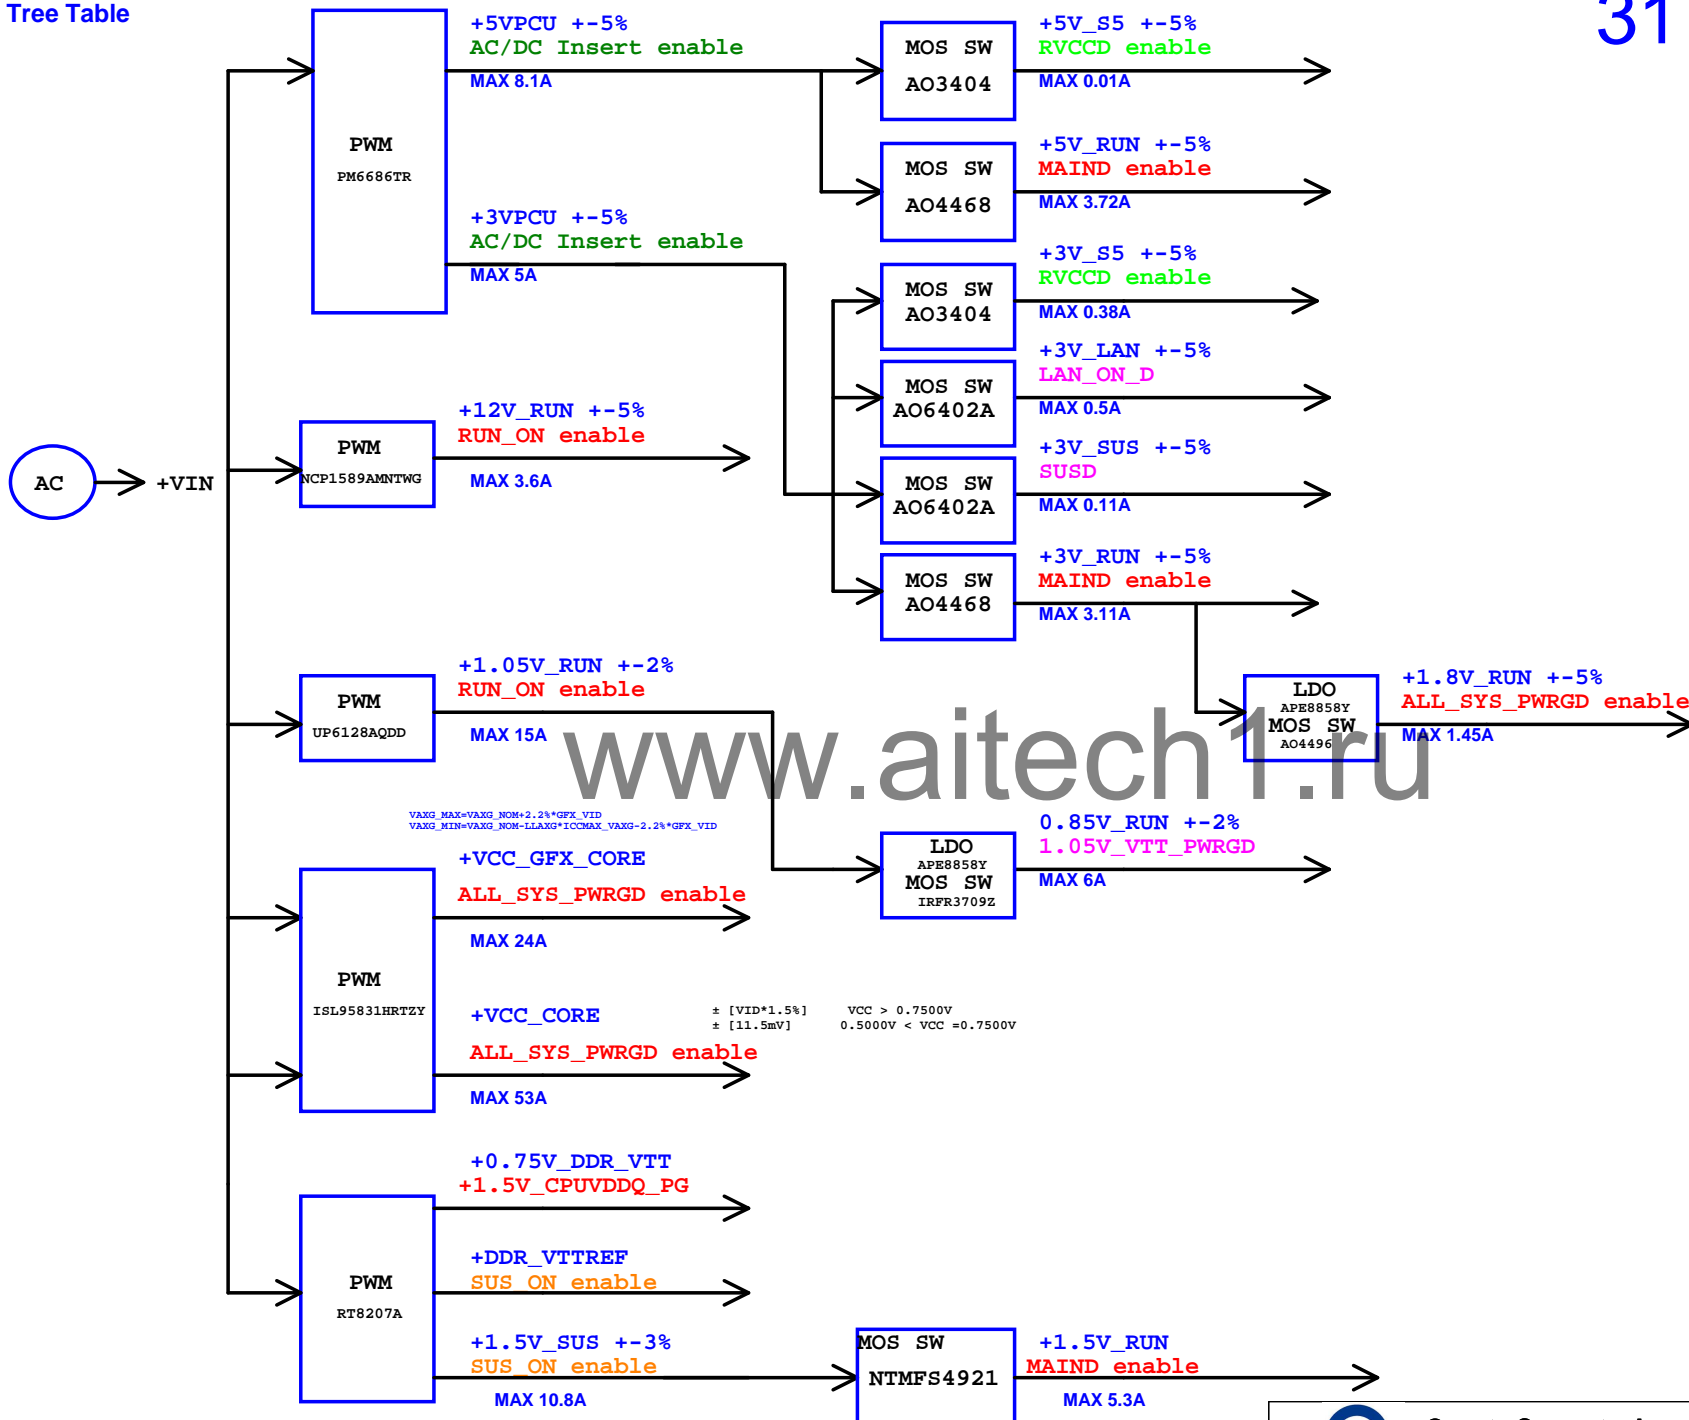 Tree Table
31
+5VPCU +-5%
AC/DC Insert enable
MAX 8.1A
PWM
PM6686TR
+3VPCU +-5%
AC/DC Insert enable
MAX 5A
MOS SW
AO3404
+5V_S5 +-5%
RVCCD enable
MAX 0.01A
MOS SW
AO4468
+5V_RUN +-5%
MAIND enable
MAX 3.72A
MOS SW
AO3404
+3V_S5 +-5%
RVCCD enable
MAX 0.38A
MOS SW
AO6402A
+3V_LAN +-5%
LAN_ON_D
MAX 0.5A
MOS SW
AO6402A
+3V_SUS +-5%
SUSD
MAX 0.11A
MOS SW
AO4468
+3V_RUN +-5%
MAIND enable
MAX 3.11A
AC
+VIN
PWM
NCP1589AMNTWG
+12V_RUN +-5%
RUN_ON enable
MAX 3.6A
PWM
UP6128AQDD
+1.05V_RUN +-2%
RUN_ON enable
MAX 15A
LDO
APE8858Y
MOS SW
AO4496
+1.8V_RUN +-5%
ALL_SYS_PWRGD enable
MAX 1.45A
www.aitech1.ru
LDO
APE8858Y
MOS SW
IRFR3709Z
0.85V_RUN +-2%
1.05V_VTT_PWRGD
MAX 6A
VAXG_MAX=VAXG_NOM+2.2%*GFX_VID
VAXG_MIN=VAXG_NOM-LLAXG*ICCMAX_VAXG-2.2%*GFX_VID
+VCC_GFX_CORE
ALL_SYS_PWRGD enable
MAX 24A
PWM
ISL95831HRTZY
+VCC_CORE
± [VID*1.5%] VCC > 0.7500V
± [11.5mV] 0.5000V < VCC =0.7500V
ALL_SYS_PWRGD enable
MAX 53A
+0.75V_DDR_VTT
+1.5V_CPUVDDQ_PG
PWM
RT8207A
+DDR_VTTREF
SUS_ON enable
+1.5V_SUS +-3%
SUS_ON enable
MAX 10.8A
MOS SW
NTMFS4921
+1.5V_RUN
MAIND enable
MAX 5.3A